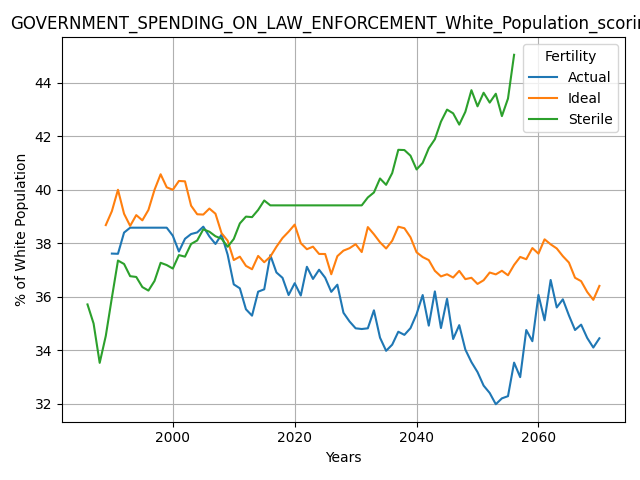 GOVERNMENT_SPENDING_ON_LAW_ENFORCEMENT_White_Population_scorin
Fertility
Actual
Ideal
Sterile
% of White Population
44
42
40
38
36
34
32
2000 2020 2040 2060
Years